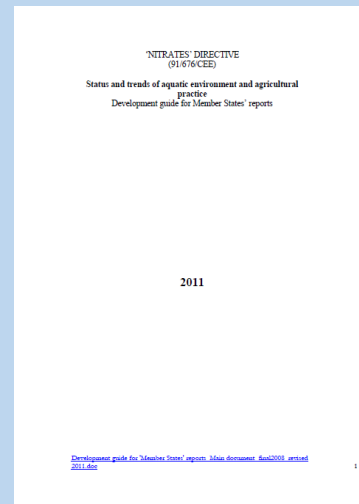 'NITRATES' DIRECTIVE
(91/676/CEE)
Status and trends of aquatic environment and agricultural
practice
Development guide for Member States' reports
2011
Development guide for 'Member States' reports_Main document_final2008_revised
2011.doc
1